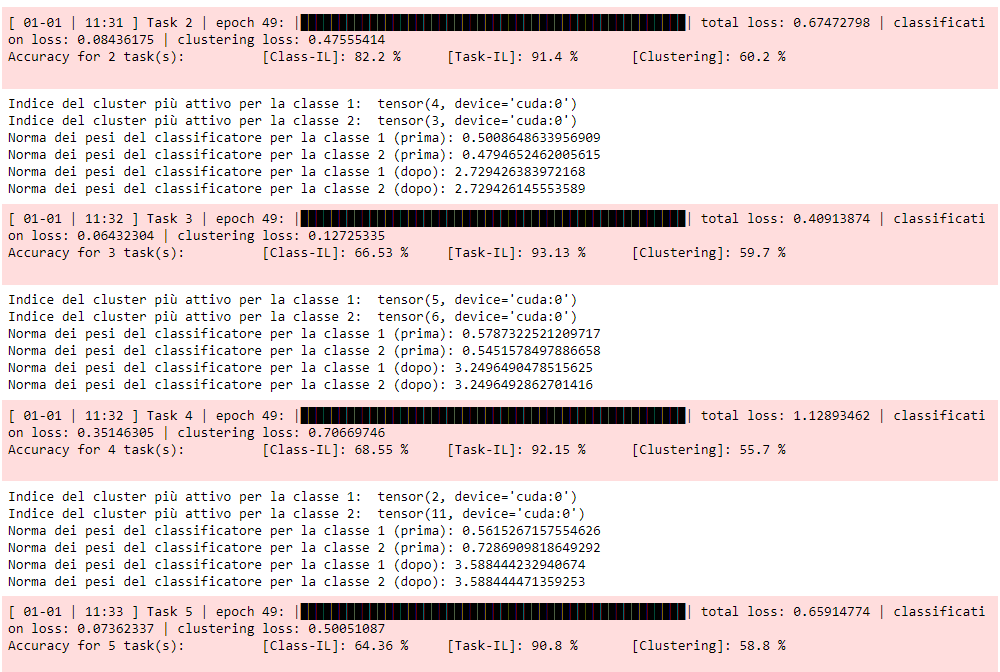 [ 01-01 | 11:31 ] Task 2 | epoch 49: || total loss: 0.67472798 | classificati
on loss: 0.08436175 | clustering loss: 0.47555414
Accuracy for 2 task(s): [Class-IL]: 82.2 % [Task-IL]: 91.4 % [Clustering]: 60.2 %
Indice del cluster più attivo per la classe 1: tensor(4, device='cuda:0')
Indice del cluster più attivo per la classe 2: tensor(3, device='cuda:0')
Norma dei pesi del classificatore per la classe 1 (prima): 0.5008648633956909
Norma dei pesi del classificatore per la classe 2 (prima): 0.4794652462005615
Norma dei pesi del classificatore per la classe 1 (dopo): 2.729426383972168
Norma dei pesi del classificatore per la classe 2 (dopo): 2.729426145553589
[ 01-01 | 11:32 ] Task 3 | epoch 49: || total loss: 0.40913874 | classificati
on loss: 0.06432304 | clustering loss: 0.12725335
Accuracy for 3 task(s): [Class-IL]: 66.53 % [Task-IL]: 93.13 % [Clustering]: 59.7 %
Indice del cluster più attivo per la classe 1: tensor(5, device='cuda:0')
Indice del cluster più attivo per la classe 2: tensor(6, device='cuda:0')
Norma dei pesi del classificatore per la classe 1 (prima): 0.5787322521209717
Norma dei pesi del classificatore per la classe 2 (prima): 0.5451578497886658
Norma dei pesi del classificatore per la classe 1 (dopo): 3.2496490478515625
Norma dei pesi del classificatore per la classe 2 (dopo): 3.2496492862701416
[ 01-01 | 11:32 ] Task 4 | epoch 49: || total loss: 1.12893462 | classificati
on loss: 0.35146305 | clustering loss: 0.70669746
Accuracy for 4 task(s): [Class-IL]: 68.55 % [Task-IL]: 92.15 % [Clustering]: 55.7 %
Indice del cluster più attivo per la classe 1: tensor(2, device='cuda:0')
Indice del cluster più attivo per la classe 2: tensor(11, device='cuda:0')
Norma dei pesi del classificatore per la classe 1 (prima): 0.5615267157554626
Norma dei pesi del classificatore per la classe 2 (prima): 0.7286909818649292
Norma dei pesi del classificatore per la classe 1 (dopo): 3.588444232940674
Norma dei pesi del classificatore per la classe 2 (dopo): 3.588444471359253
[ 01-01 | 11:33 ] Task 5 | epoch 49: || total loss: 0.65914774 | classificati
on loss: 0.07362337 | clustering loss: 0.50051087
Accuracy for 5 task(s): [Class-IL]: 64.36 % [Task-IL]: 90.8 % [Clustering]: 58.8 %